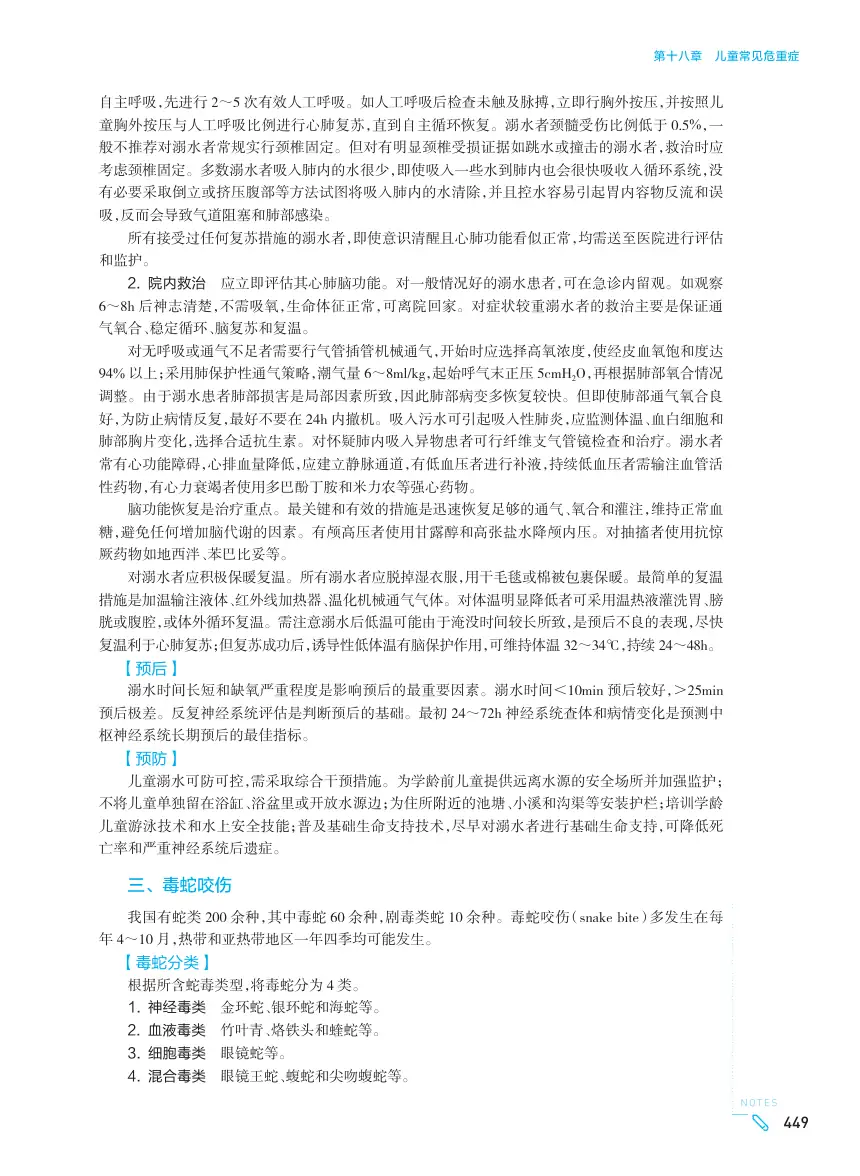 第十八章　儿童常见危重症
自主呼吸,先进行 2～5 次有效人工呼吸。如人工呼吸后检查未触及脉搏,立即行胸外按压,并按照儿
童胸外按压与人工呼吸比例进行心肺复苏,直到自主循环恢复。溺水者颈髓受伤比例低于 0.5%,一
般不推荐对溺水者常规实行颈椎固定。但对有明显颈椎受损证据如跳水或撞击的溺水者,救治时应
考虑颈椎固定。多数溺水者吸入肺内的水很少,即使吸入一些水到肺内也会很快吸收入循环系统,没
有必要采取倒立或挤压腹部等方法试图将吸入肺内的水清除,并且控水容易引起胃内容物反流和误
吸,反而会导致气道阻塞和肺部感染。
所有接受过任何复苏措施的溺水者,即使意识清醒且心肺功能看似正常,均需送至医院进行评估
和监护。
2. 院内救治　应立即评估其心肺脑功能。对一般情况好的溺水患者,可在急诊内留观。如观察
6～8h 后神志清楚,不需吸氧,生命体征正常,可离院回家。对症状较重溺水者的救治主要是保证通
气氧合、稳定循环、脑复苏和复温。
对无呼吸或通气不足者需要行气管插管机械通气,开始时应选择高氧浓度,使经皮血氧饱和度达
94% 以上;采用肺保护性通气策略,潮气量 6～8ml/kg,起始呼气末正压 5cmH₂O,再根据肺部氧合情况
调整。由于溺水患者肺部损害是局部因素所致,因此肺部病变多恢复较快。但即使肺部通气氧合良
好,为防止病情反复,最好不要在 24h 内撤机。吸入污水可引起吸入性肺炎,应监测体温、血白细胞和
肺部胸片变化,选择合适抗生素。对怀疑肺内吸入异物患者可行纤维支气管镜检查和治疗。溺水者
常有心功能障碍,心排血量降低,应建立静脉通道,有低血压者进行补液,持续低血压者需输注血管活
性药物,有心力衰竭者使用多巴酚丁胺和米力农等强心药物。
脑功能恢复是治疗重点。最关键和有效的措施是迅速恢复足够的通气、氧合和灌注,维持正常血
糖,避免任何增加脑代谢的因素。有颅高压者使用甘露醇和高张盐水降颅内压。对抽搐者使用抗惊
厥药物如地西泮、苯巴比妥等。
对溺水者应积极保暖复温。所有溺水者应脱掉湿衣服,用干毛毯或棉被包裹保暖。最简单的复温
措施是加温输注液体、红外线加热器、温化机械通气气体。对体温明显降低者可采用温热液灌洗胃、膀
胱或腹腔,或体外循环复温。需注意溺水后低温可能由于淹没时间较长所致,是预后不良的表现,尽快
复温利于心肺复苏;但复苏成功后,诱导性低体温有脑保护作用,可维持体温 32～34℃,持续 24～48h。
【预后】
溺水时间长短和缺氧严重程度是影响预后的最重要因素。溺水时间＜10min 预后较好,＞25min
预后极差。反复神经系统评估是判断预后的基础。最初 24～72h 神经系统查体和病情变化是预测中
枢神经系统长期预后的最佳指标。
【预防】
儿童溺水可防可控,需采取综合干预措施。为学龄前儿童提供远离水源的安全场所并加强监护;
不将儿童单独留在浴缸、浴盆里或开放水源边;为住所附近的池塘、小溪和沟渠等安装护栏;培训学龄
儿童游泳技术和水上安全技能;普及基础生命支持技术,尽早对溺水者进行基础生命支持,可降低死
亡率和严重神经系统后遗症。
三、毒蛇咬伤
我国有蛇类 200 余种,其中毒蛇 60 余种,剧毒类蛇 10 余种。毒蛇咬伤(snake bite)多发生在每
年 4～10 月,热带和亚热带地区一年四季均可能发生。
【毒蛇分类】
根据所含蛇毒类型,将毒蛇分为 4 类。
1. 神经毒类　金环蛇、银环蛇和海蛇等。
2. 血液毒类　竹叶青、烙铁头和蝰蛇等。
3. 细胞毒类　眼镜蛇等。
4. 混合毒类　眼镜王蛇、蝮蛇和尖吻蝮蛇等。
NOTES
449